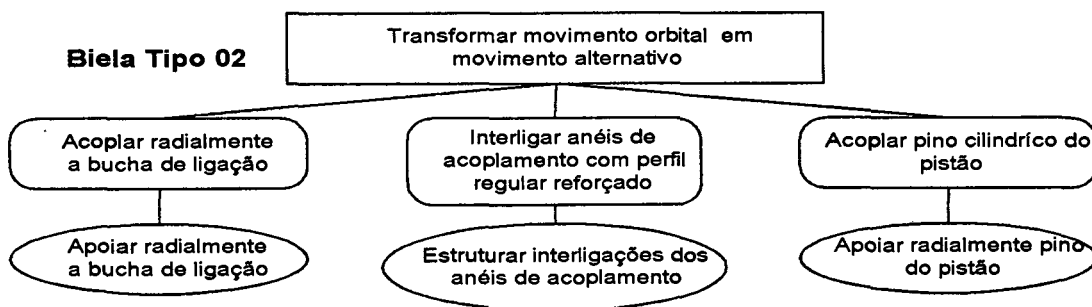 Biela Tipo 02
Transformar movimento orbital em
movimento alternativo
Acoplar radialmente
a bucha de ligação
Interligar anéis de
acoplamento com perfil
regular reforçado
Acoplar pino cilindríco do
pistão
Apoiar radialmente
a bucha de ligação
Estruturar interligações dos
anéis de acoplamento
Apoiar radialmente pino
do pistão